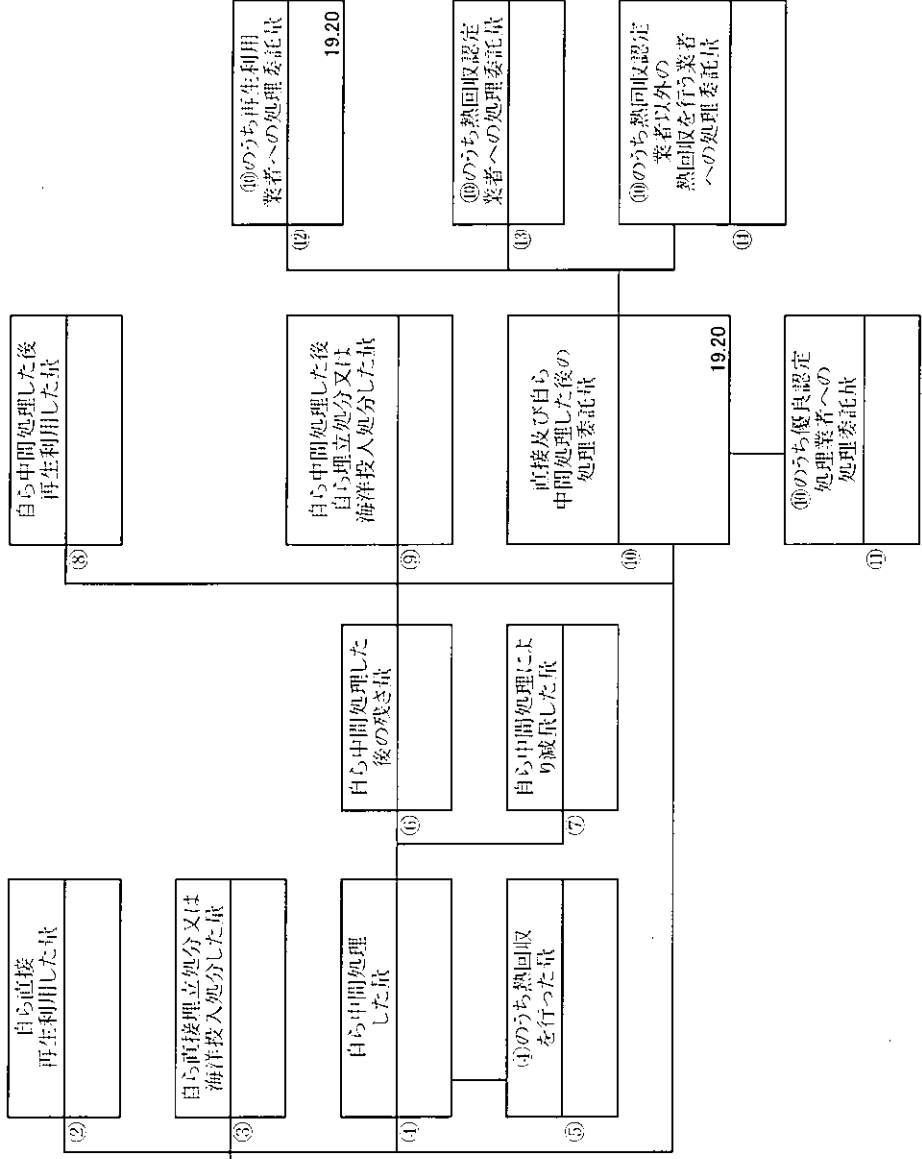 ②
自ら直接
再生利用した量
③
自ら直接埋立処分又は
海洋投入処分した量
④
自ら中間処理
した量
⑤
④のうち熱回収
を行った量
⑥
自ら中間処理した
後の残さ量
⑦
自ら中間処理によ
り減量した量
⑧
自ら中間処理した後
再生利用した量
⑨
自ら中間処理した後
自ら埋立処分又は
海洋投入処分した量
⑩
直接及び自ら
中間処理した後の
処理委託量
19.20
⑪
⑩のうち優良認定
処理業者への
処理委託量
⑫
⑩のうち再生利用
業者への処理委託量
19.20
⑬
⑩のうち熱回収認定
業者への処理委託量
⑭
⑩のうち熱回収認定
業者以外の
熱回収を行う業者
への処理委託量